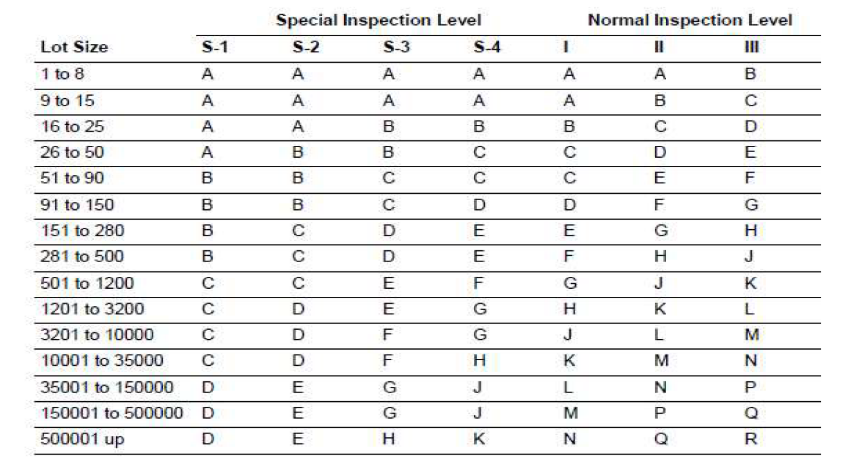 Special Inspection Level Normal Inspection Level
Lot Size S-1 S-2 S-3 S-4 I II III
1 to 8 A A A A A A B
9 to 15 A A A A A B C
16 to 25 A A B B B C D
26 to 50 A B B C C D E
51 to 90 B B C C C E F
91 to 150 B B C D D F G
151 to 280 B C D E E G H
281 to 500 B C D E F H J
501 to 1200 C C E F G J K
1201 to 3200 C D E G H K L
3201 to 10000 C D F G J L M
10001 to 35000 C D F H K M N
35001 to 150000 D E G J L N P
150001 to 500000 D E G J M P Q
500001 up D E H K N Q R